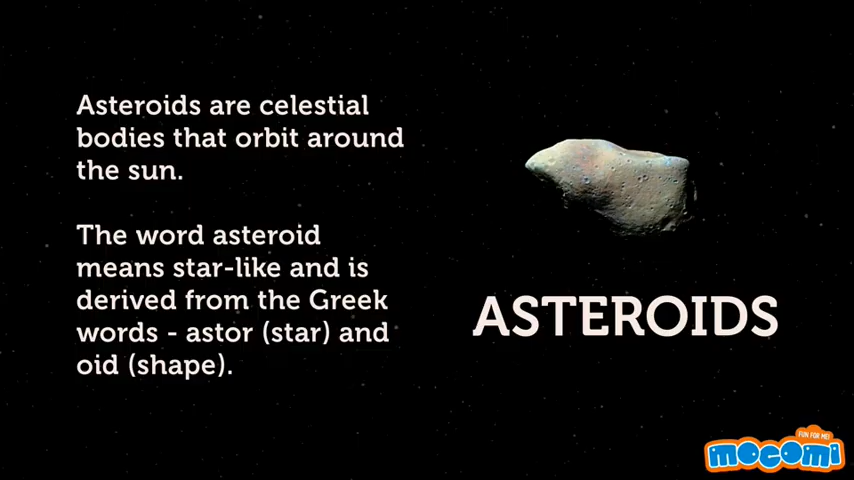 Asteroids are celestial
bodies that orbit around
the sun.
The word asteroid
means star-like and is
derived from the Greek
words - astor (star) and
oid (shape).
ASTEROIDS
FUN FOR ME!
mocomi